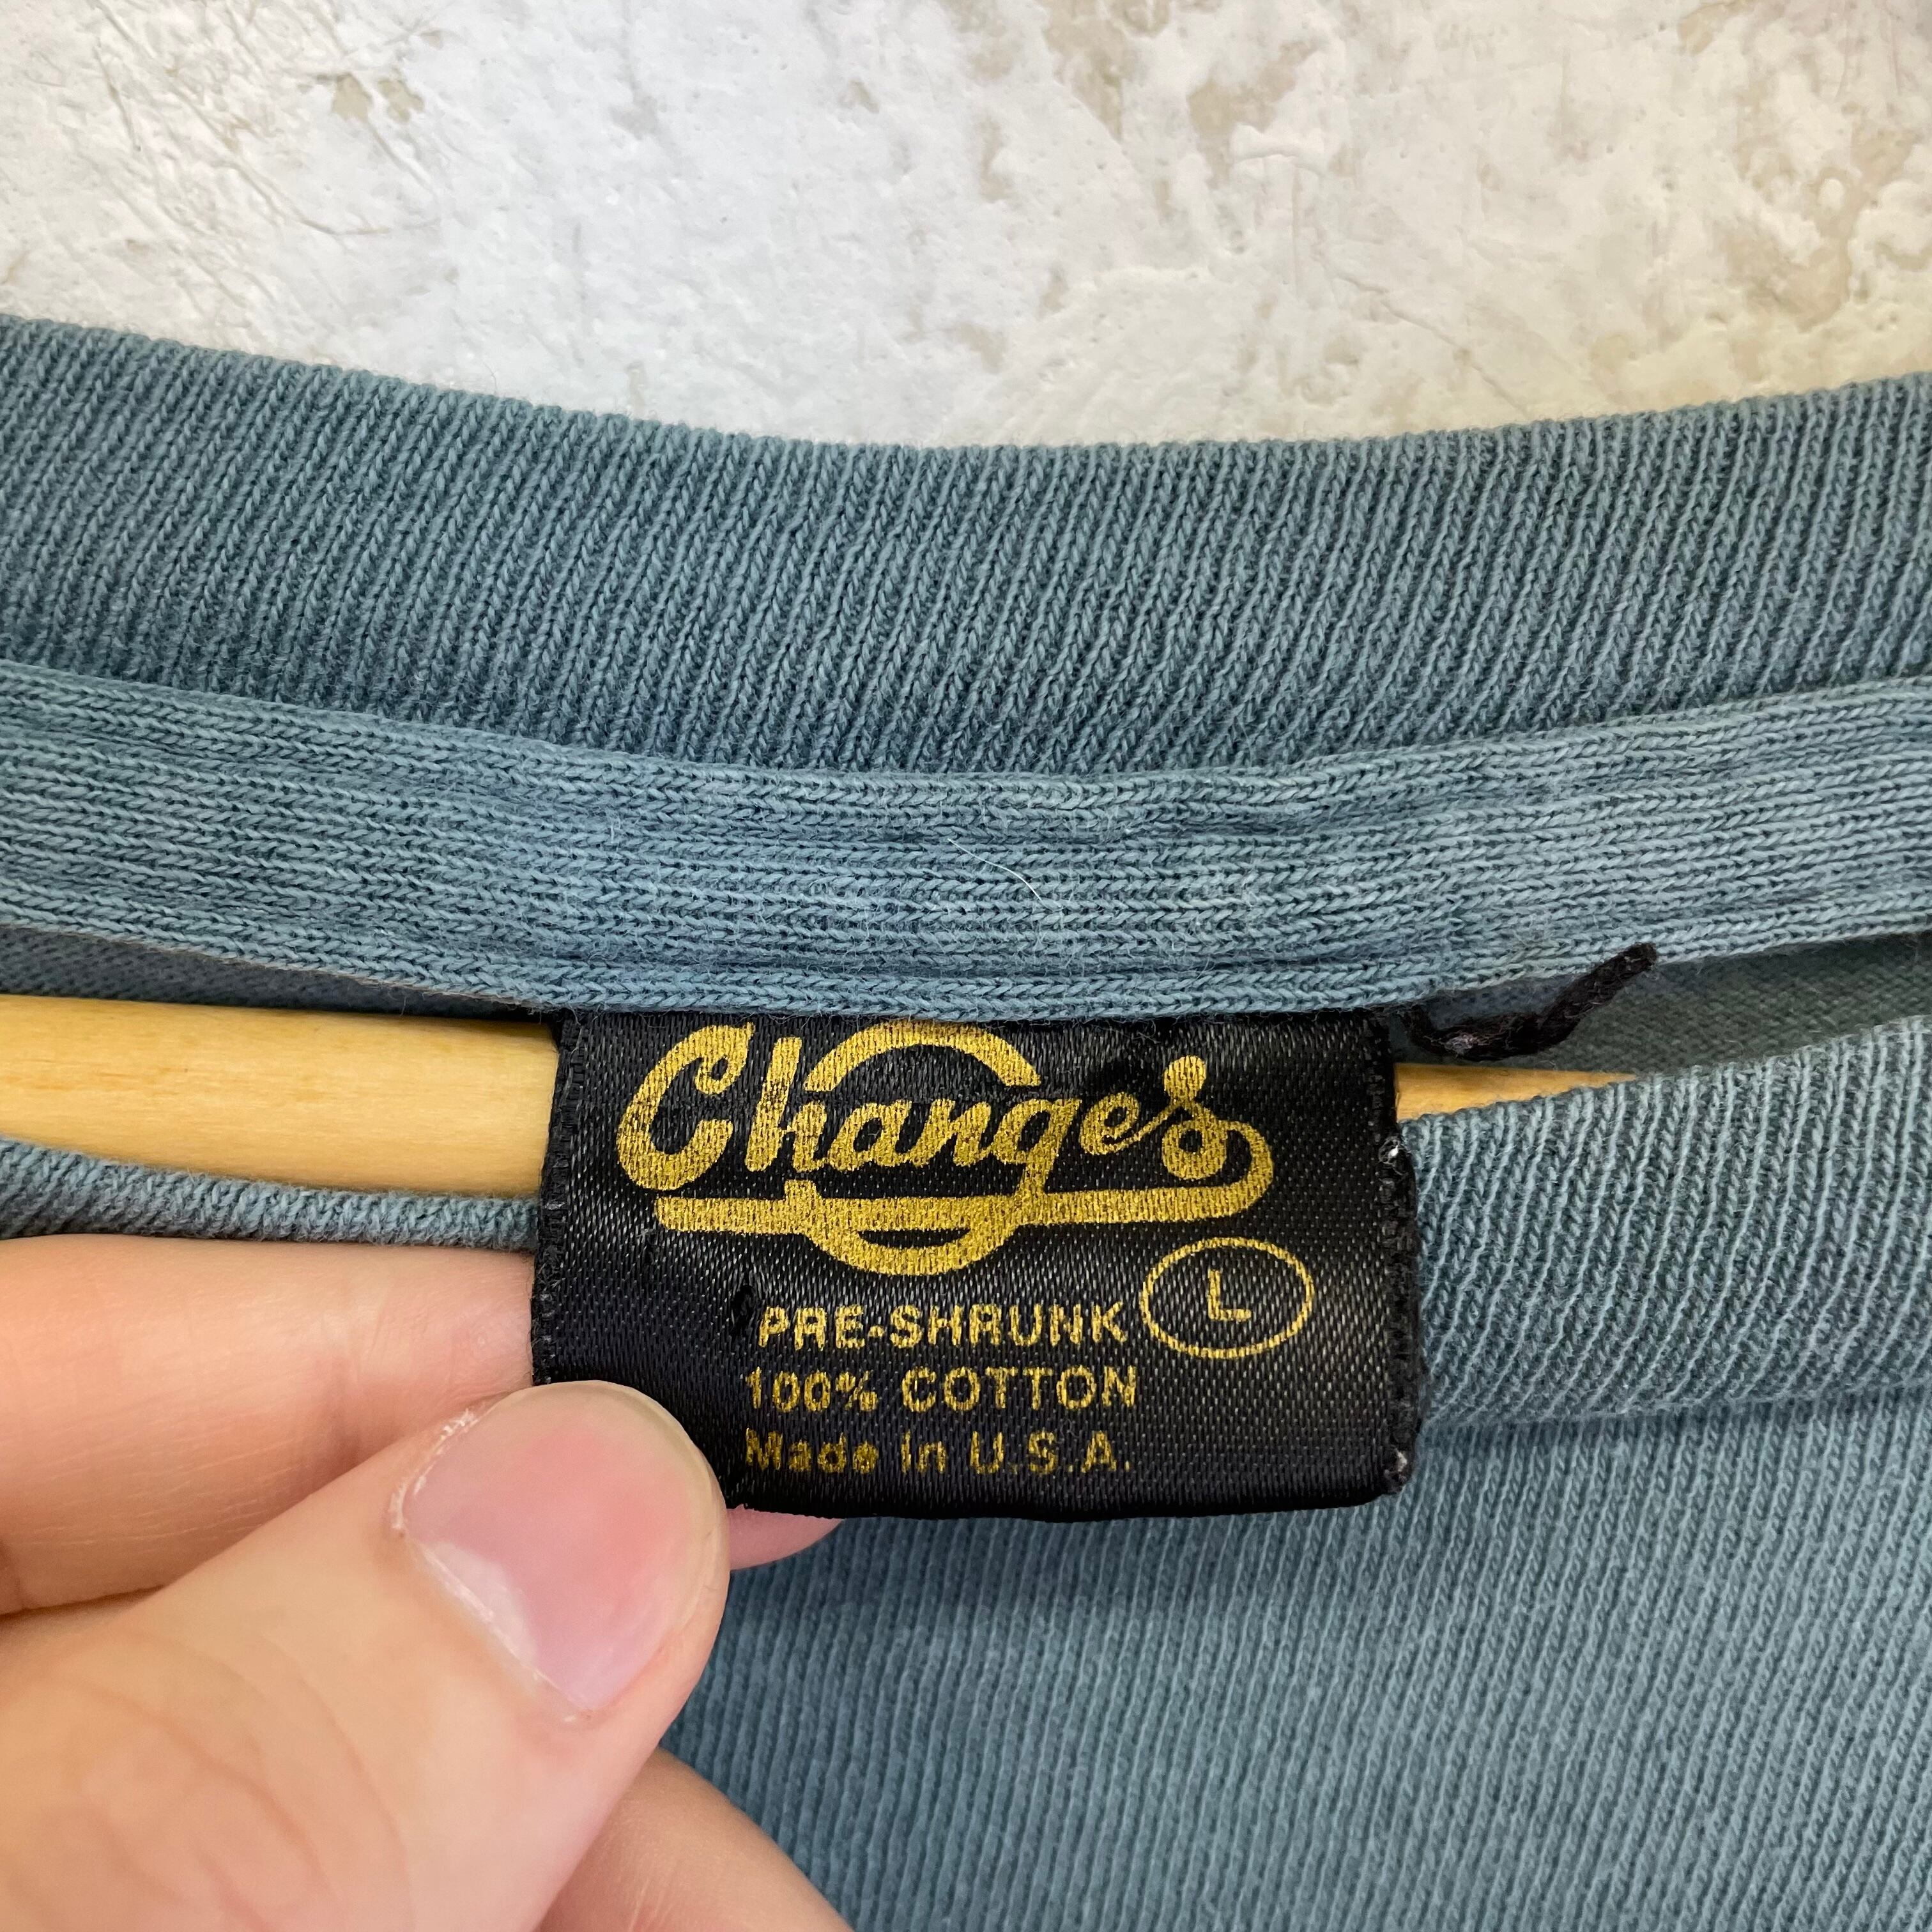 Changes
L
PRE-SHRUNK
100% COTTON
Made in U.S.A.